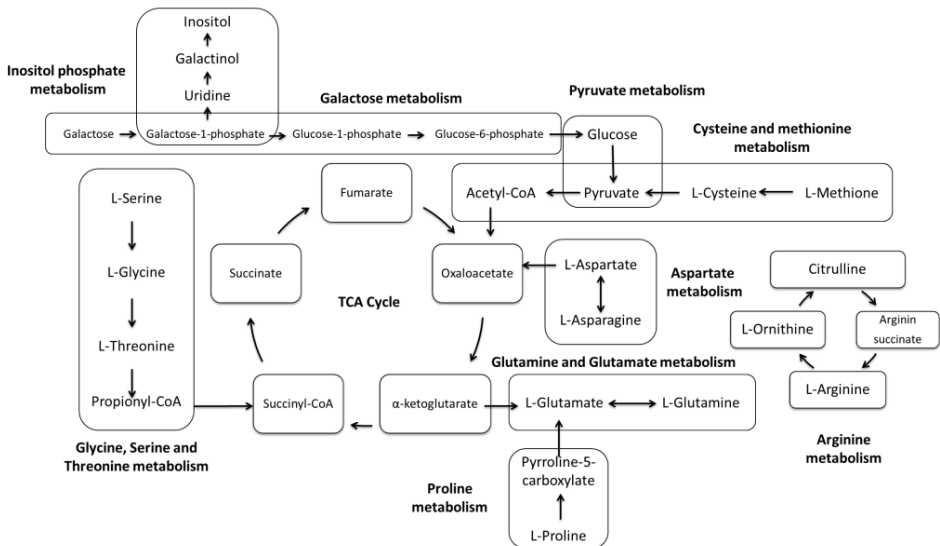 Inositol
Galactinol
Inositol phosphate
metabolism
Uridine
Galactose metabolism
Pyruvate metabolism
Galactose
Galactose-1-phosphate
Glucose-1-phosphate
Glucose-6-phosphate
Glucose
Cysteine and methionine
metabolism
Acetyl-CoA
Pyruvate
L-Cysteine
L-Methione
L-Serine
L-Glycine
L-Threonine
Propionyl-CoA
Glycine, Serine and
Threonine metabolism
Fumarate
Succinate
Oxaloacetate
TCA Cycle
Succinyl-CoA
α-ketoglutarate
L-Aspartate
L-Asparagine
Aspartate
metabolism
Citrulline
L-Ornithine
Arginin
succinate
L-Arginine
Arginine
metabolism
Glutamine and Glutamate metabolism
L-Glutamate
L-Glutamine
Pyrroline-5-
carboxylate
Proline
metabolism
L-Proline